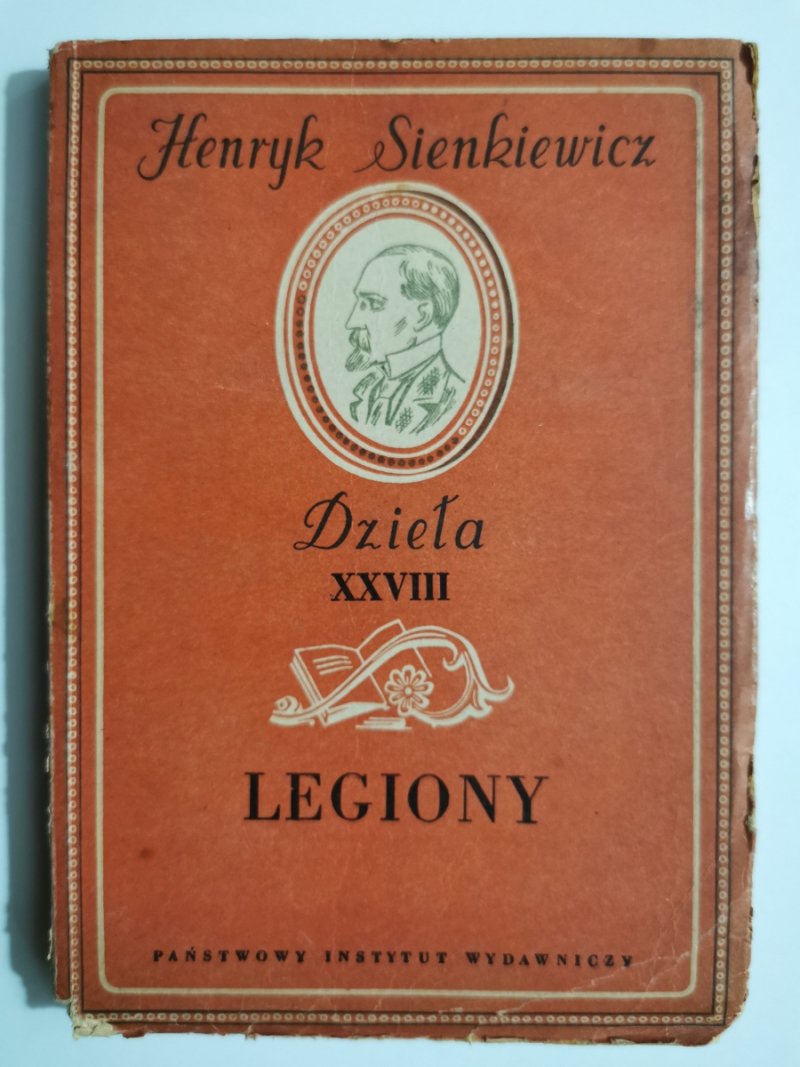 Henryk Sienkiewicz
Dzieła
XXVIII
LEGIONY
PAŃSTWOWY INSTYTUT WYDAWNICZY